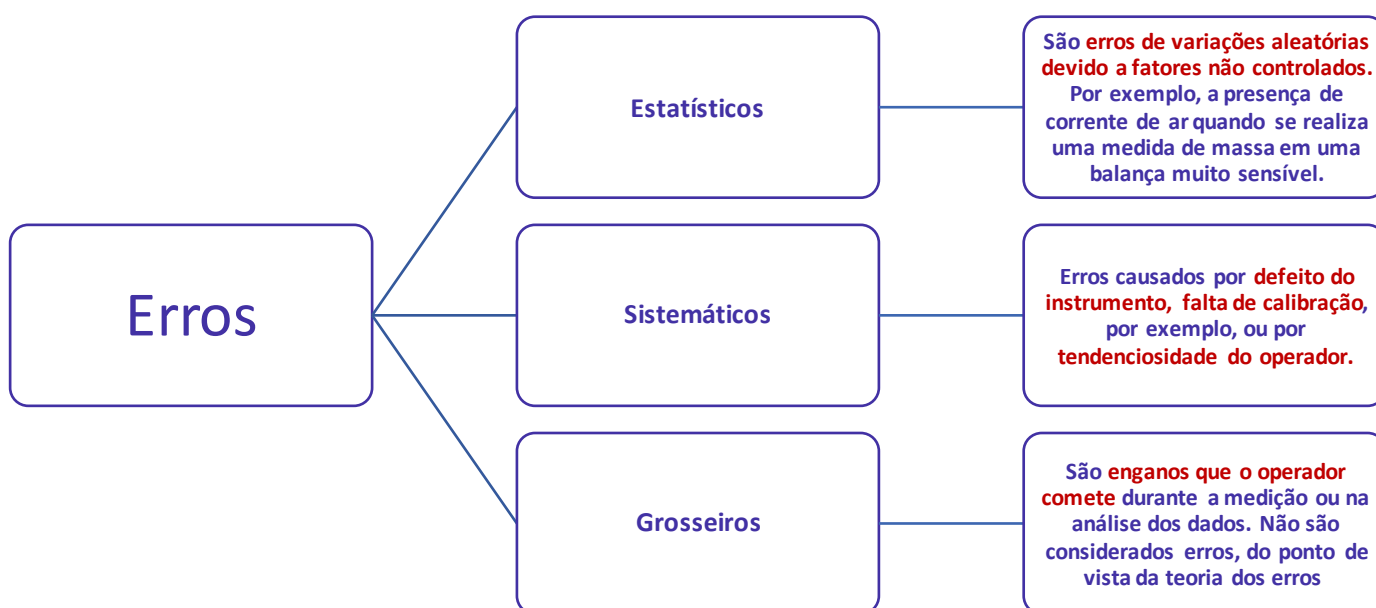 Erros
Estatísticos
São erros de variações aleatórias
devido a fatores não controlados.
Por exemplo, a presença de
corrente de ar quando se realiza
uma medida de massa em uma
balança muito sensível.
Sistemáticos
Erros causados por defeito do
instrumento, falta de calibração,
por exemplo, ou por
tendenciosidade do operador.
Grosseiros
São enganos que o operador
comete durante a medição ou na
análise dos dados. Não são
considerados erros, do ponto de
vista da teoria dos erros